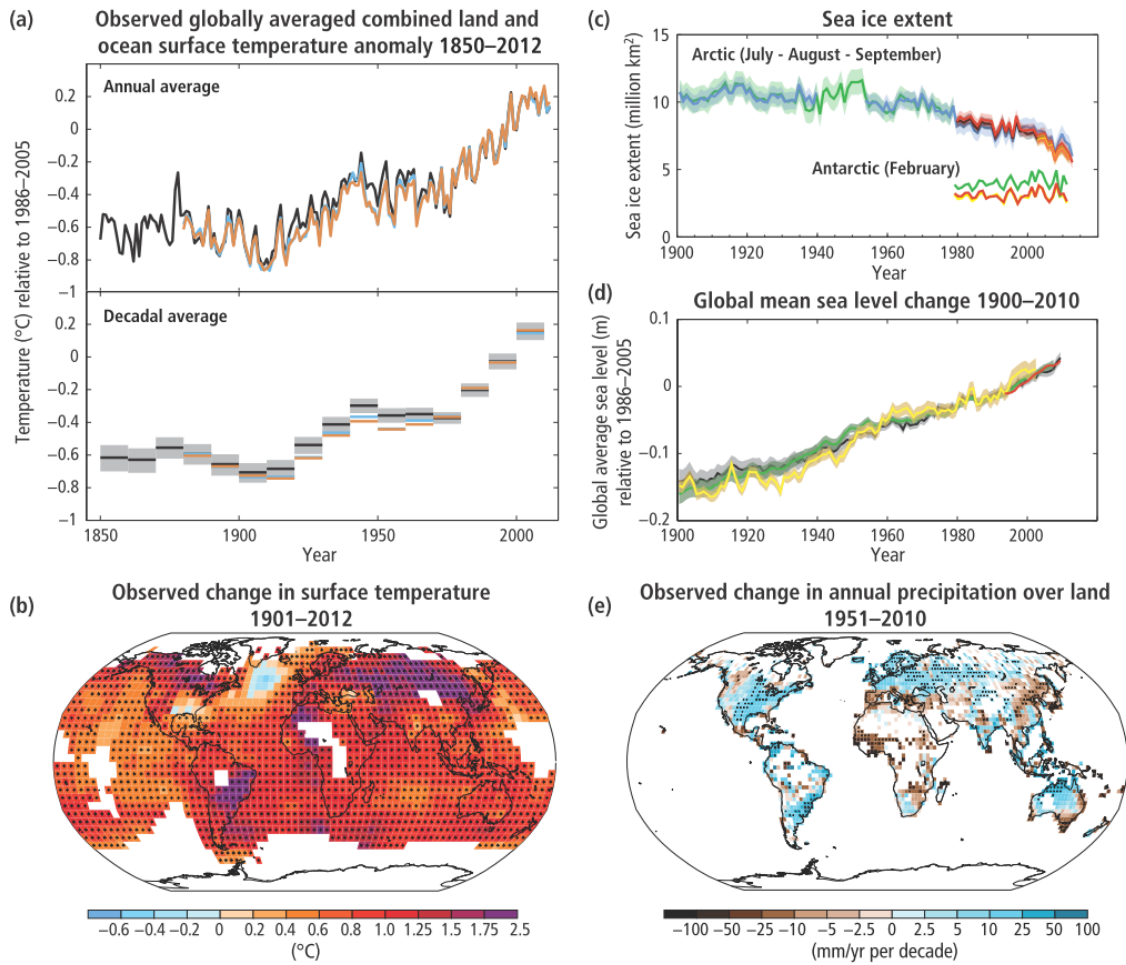 (a)
Observed globally averaged combined land and
ocean surface temperature anomaly 1850–2012
Annual average
0.2
0
−0.2
−0.4
−0.6
−0.8
−1
Temperature (°C) relative to 1986–2005
Decadal average
0.2
0
−0.2
−0.4
−0.6
−0.8
−1
1850
1900
1950
2000
Year
(c)
Sea ice extent
Arctic (July - August - September)
Antarctic (February)
15
10
5
0
Sea ice extent (million km²)
1900
1920
1940
1960
1980
2000
Year
(d)
Global mean sea level change 1900–2010
0.1
0
−0.1
−0.2
Global average sea level (m)
relative to 1986–2005
1900
1920
1940
1960
1980
2000
Year
(b)
Observed change in surface temperature
1901–2012
−0.6 −0.4 −0.2 0 0.2 0.4 0.6 0.8 1.0 1.25 1.5 1.75 2.5
(°C)
(e)
Observed change in annual precipitation over land
1951–2010
−100 −50 −25 −10 −5 −2.5 0 2.5 5 10 25 50 100
(mm/yr per decade)